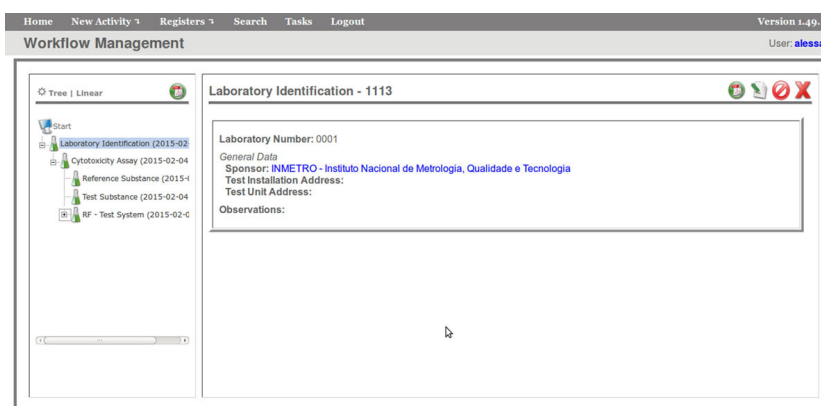 Home New Activity Registers Search Tasks Logout Version 1.49.
Workflow Management User: alessa
Tree | Linear
Laboratory Identification - 1113
Start
Laboratory Identification (2015-02-
Cytotoxicity Assay (2015-02-04
Reference Substance (2015-
Test Substance (2015-02-04
RF - Test System (2015-02-0
Laboratory Number: 0001
General Data
Sponsor: INMETRO - Instituto Nacional de Metrologia, Qualidade e Tecnologia
Test Installation Address:
Test Unit Address:
Observations: